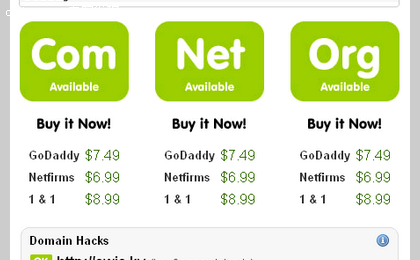 Com Net Org
Available Available Available
Buy it Now! Buy it Now! Buy it Now!
GoDaddy $7.49 GoDaddy $7.49 GoDaddy $7.49
Netfirms $6.99 Netfirms $6.99 Netfirms $6.99
1 & 1 $8.99 1 & 1 $8.99 1 & 1 $8.99
Domain Hacks